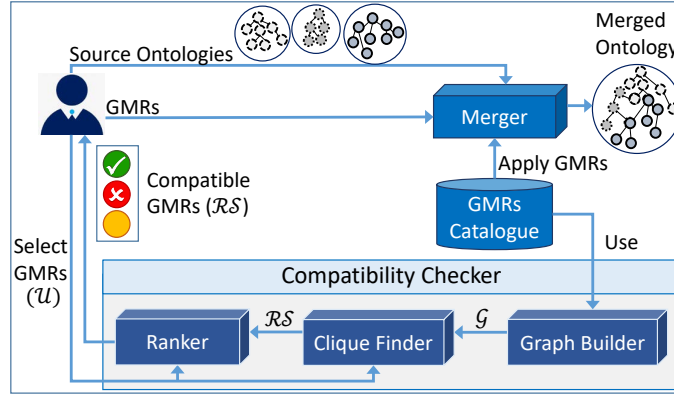 Source Ontologies
Merged
Ontology
GMRs
Merger
Apply GMRs
Compatible
GMRs (ℛ𝒮)
GMRs
Catalogue
Select
GMRs
(𝒰)
Use
Compatibility Checker
Ranker
ℛ𝒮
Clique Finder
𝒢
Graph Builder